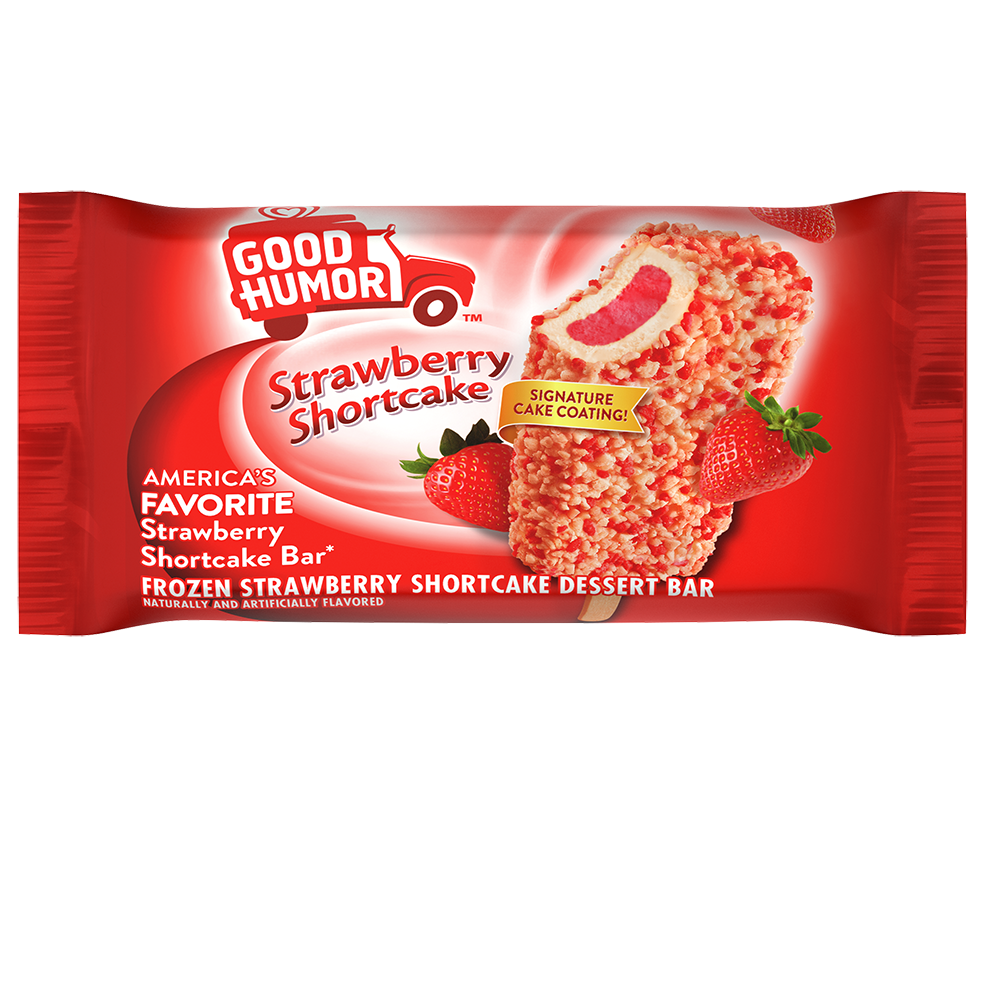 GOOD
HUMOR
TM
Strawberry
Shortcake
SIGNATURE
CAKE COATING!
AMERICA'S
FAVORITE
Strawberry
Shortcake Bar*
FROZEN STRAWBERRY SHORTCAKE DESSERT BAR
NATURALLY AND ARTIFICIALLY FLAVORED